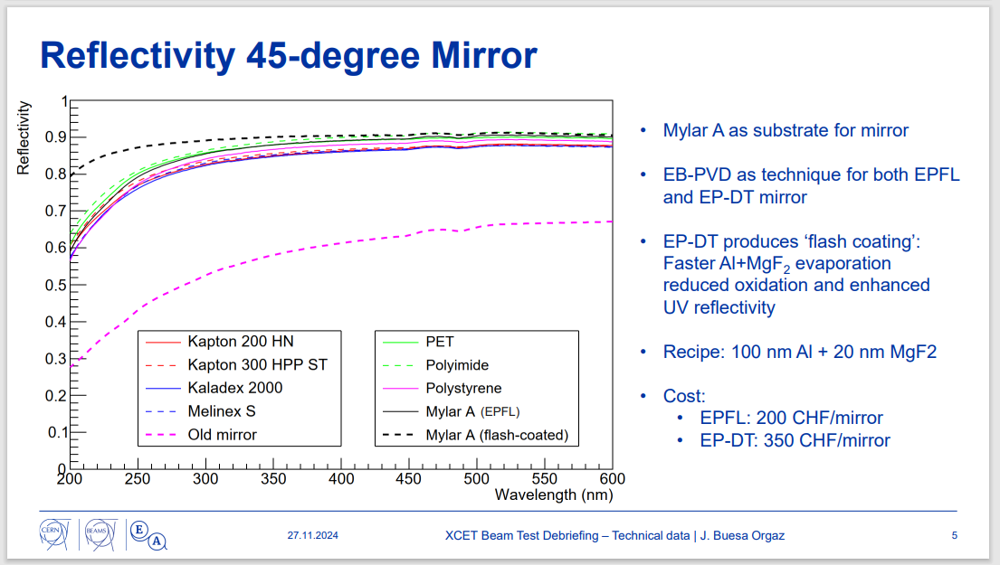 Reflectivity 45-degree Mirror
Reflectivity
1
0.9
0.8
0.7
0.6
0.5
0.4
0.3
0.2
0.1
0
200 250 300 350 400 450 500 550 600
Wavelength (nm)
Kapton 200 HN
Kapton 300 HPP ST
Kaladex 2000
Melinex S
Old mirror
PET
Polyimide
Polystyrene
Mylar A (EPFL)
Mylar A (flash-coated)
• Mylar A as substrate for mirror
• EB-PVD as technique for both EPFL
and EP-DT mirror
• EP-DT produces ‘flash coating’:
Faster Al+MgF₂ evaporation
reduced oxidation and enhanced
UV reflectivity
• Recipe: 100 nm Al + 20 nm MgF2
• Cost:
• EPFL: 200 CHF/mirror
• EP-DT: 350 CHF/mirror
CERN
BEAMS
E
A
27.11.2024
XCET Beam Test Debriefing – Technical data | J. Buesa Orgaz
5